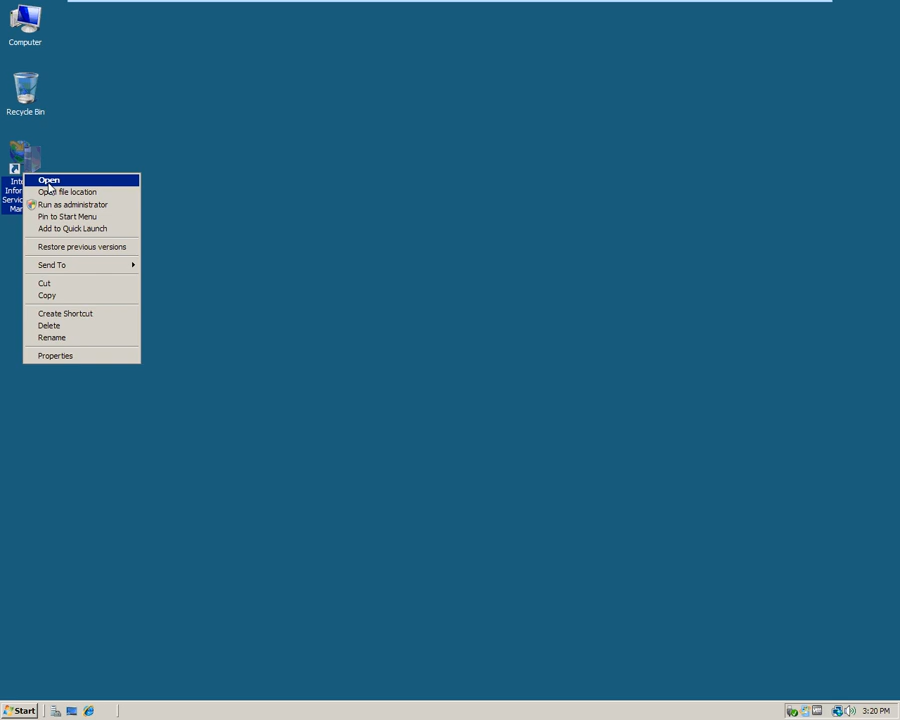 Computer
Recycle Bin
Open
Open file location
Run as administrator
Pin to Start Menu
Add to Quick Launch
Restore previous versions
Send To
Cut
Copy
Create Shortcut
Delete
Rename
Properties
Start
3:20 PM